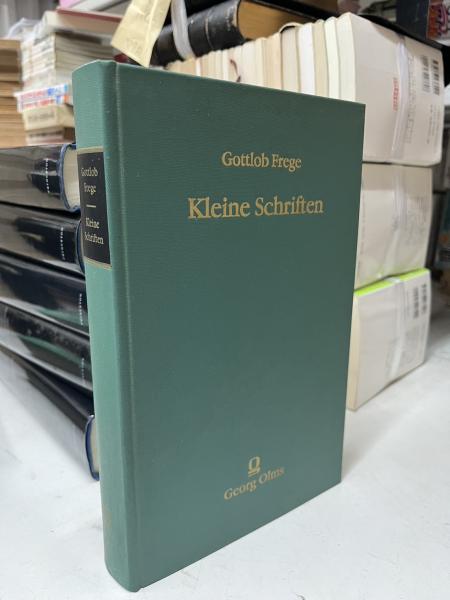 Gottlob Frege
Kleine Schriften
Georg Olms
Gottlob
Frege
Kleine
Schriften